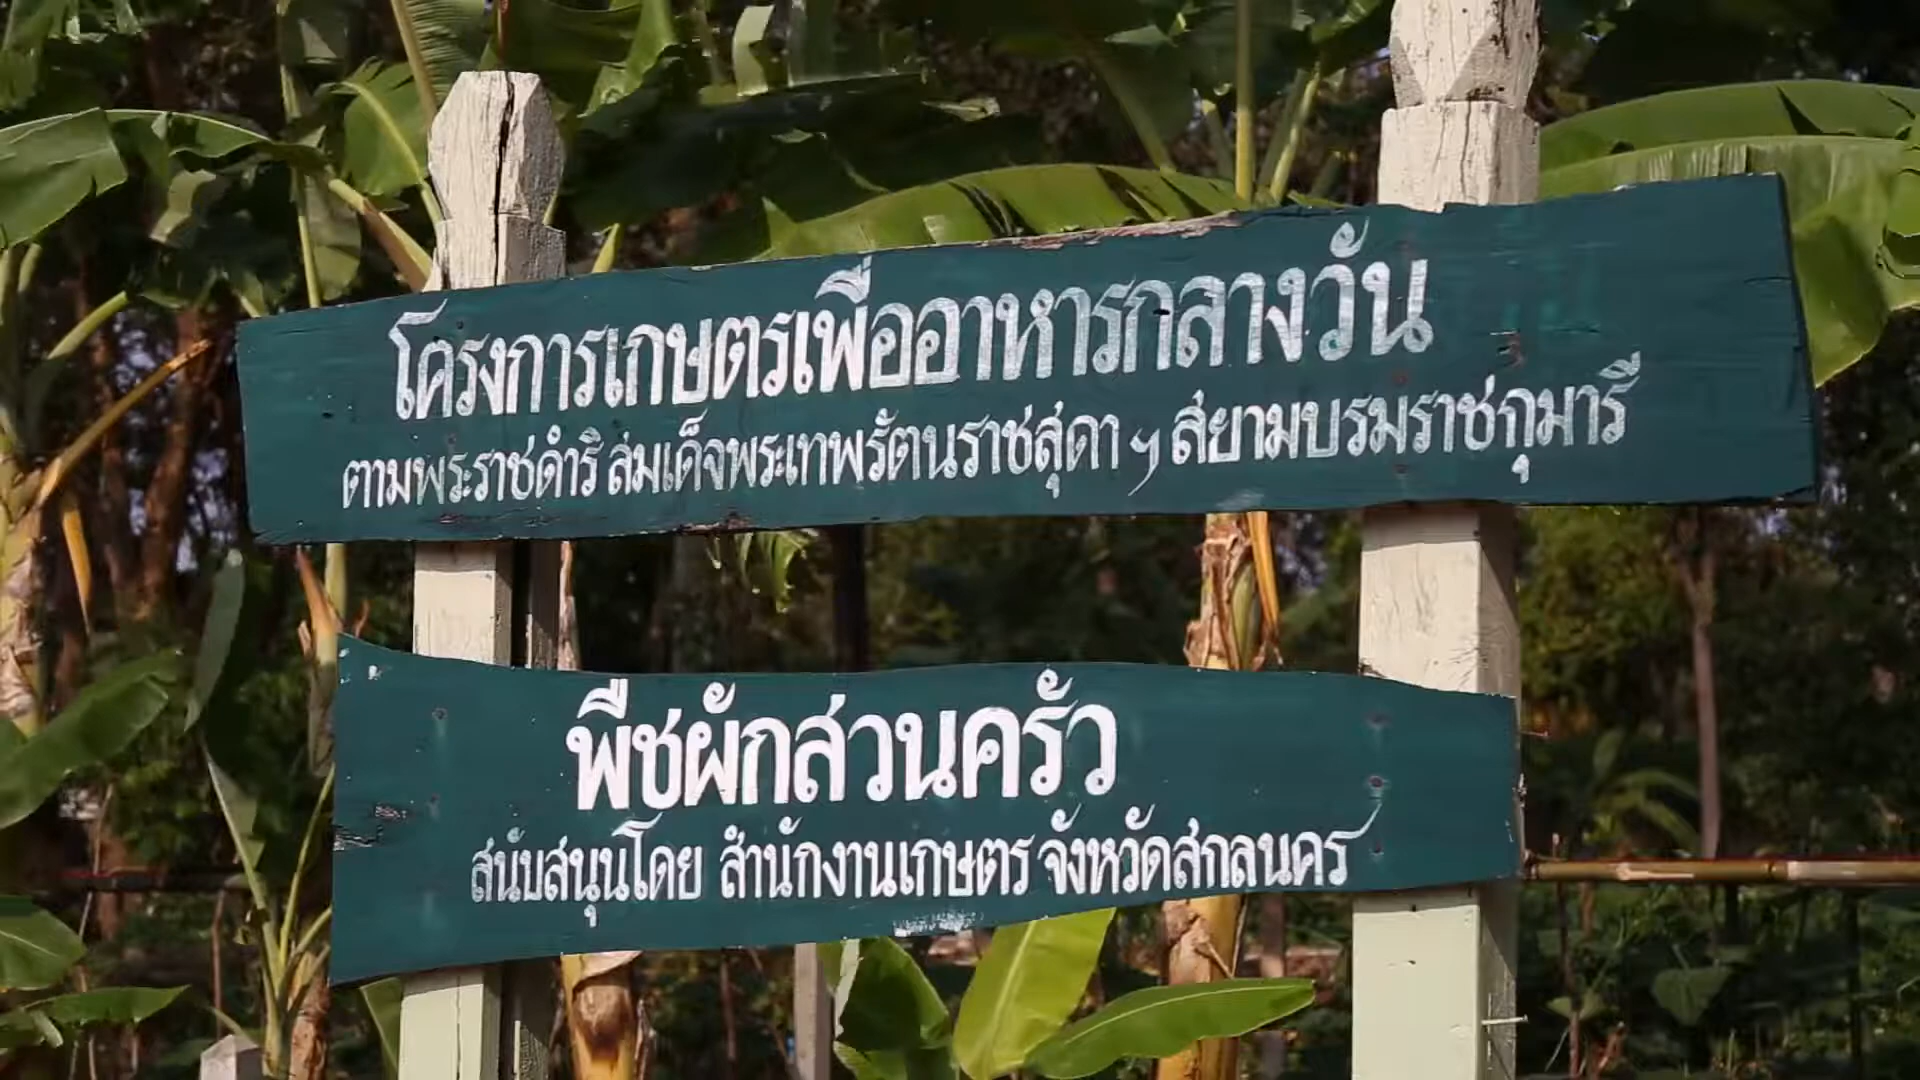 โครงการเกษตรเพื่ออาหารกลางวัน
ตามพระราชดำริ สมเด็จพระเทพรัตนราชสุดา ฯ สยามบรมราชกุมารี
พืชผักสวนครัว
สนับสนุนโดย สำนักงานเกษตร จังหวัดสกลนคร